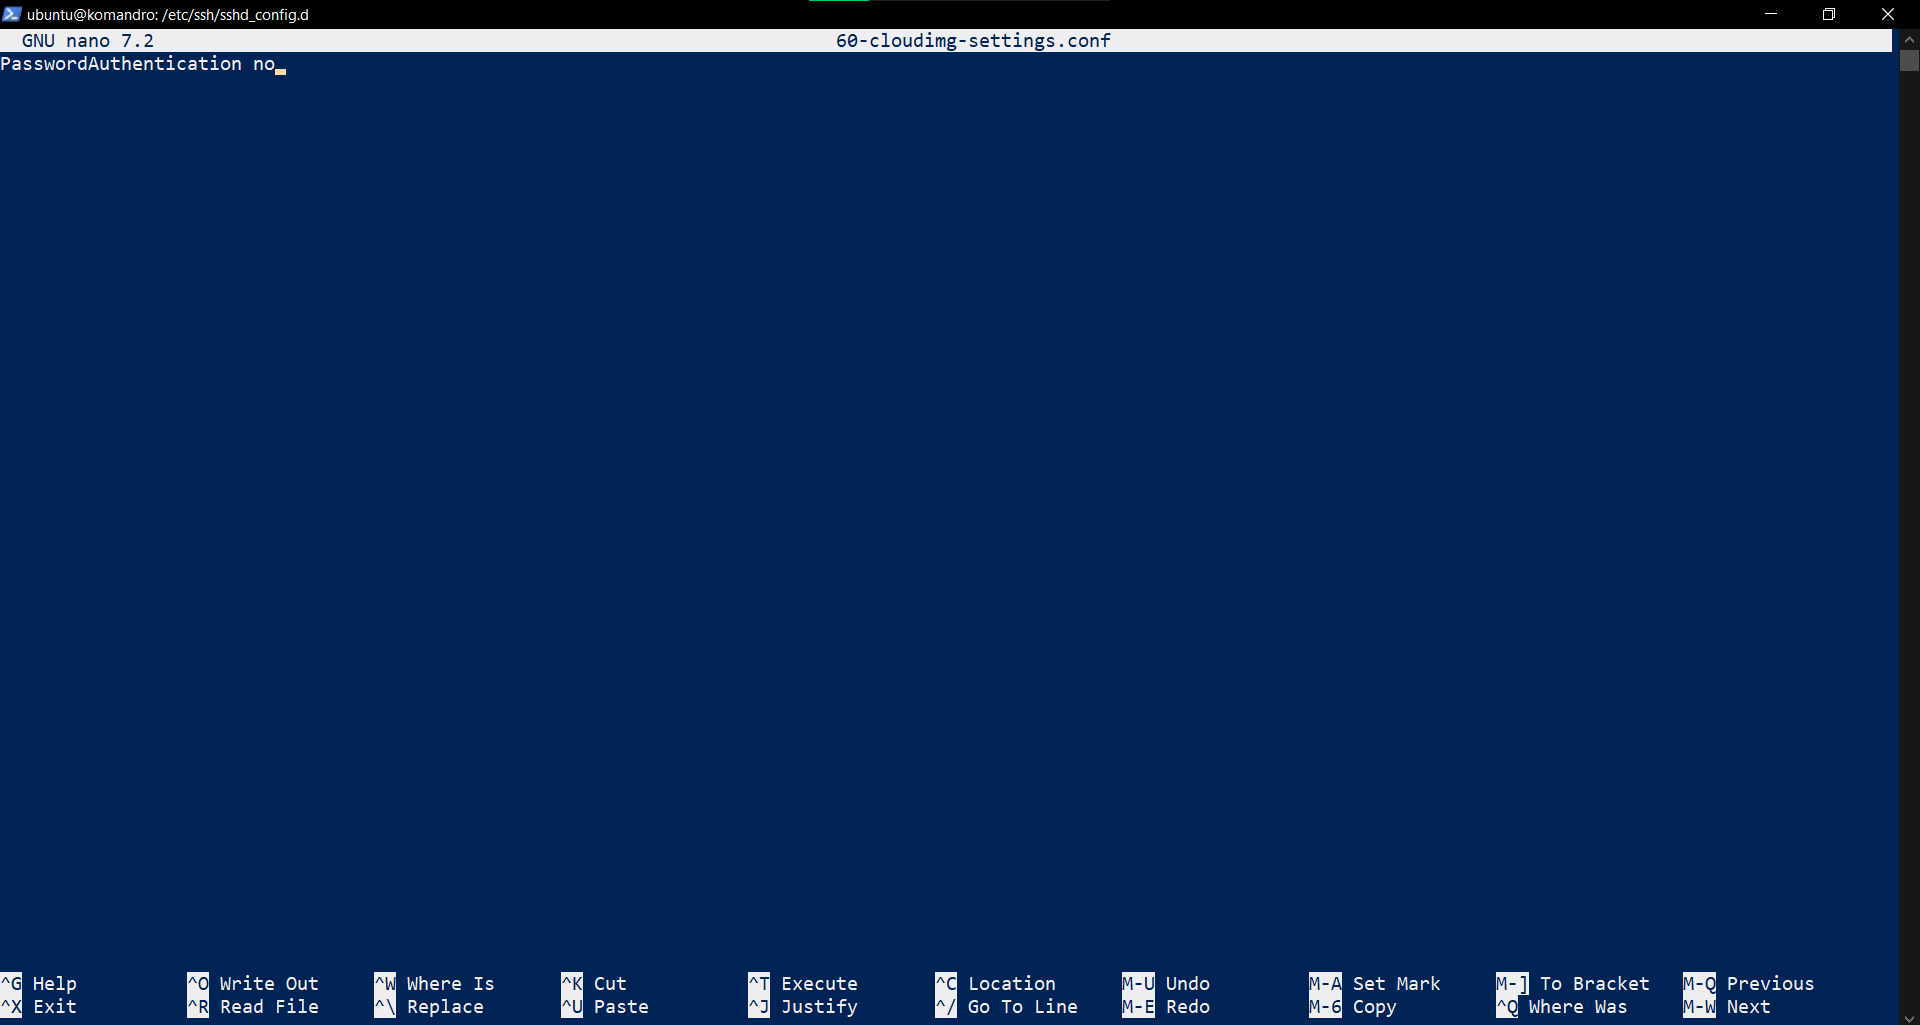 ubuntu@komandro: /etc/ssh/sshd_config.d
GNU nano 7.2 60-cloudimg-settings.conf
PasswordAuthentication no
^G Help ^O Write Out ^W Where Is ^K Cut ^T Execute ^C Location M-U Undo M-A Set Mark M-] To Bracket M-Q Previous
^X Exit ^R Read File ^\ Replace ^U Paste ^J Justify ^/ Go To Line M-E Redo M-6 Copy ^Q Where Was M-W Next